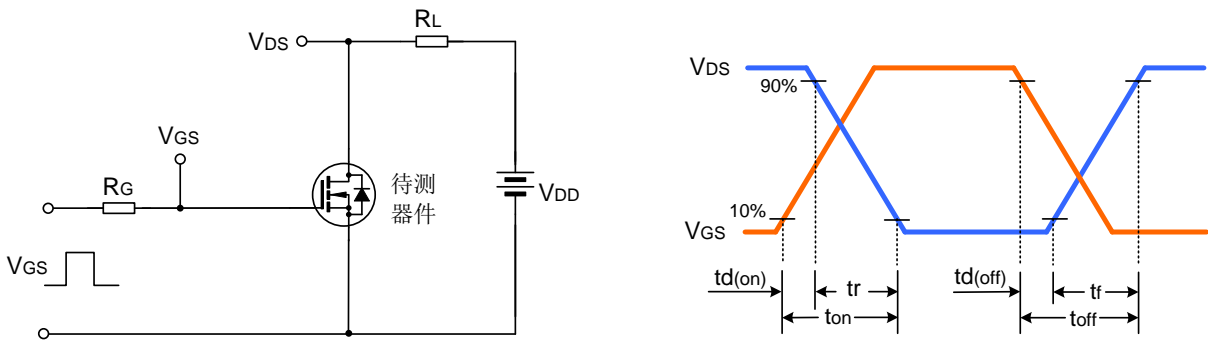 RL
VDS
VGS
RG
待测
器件
VDD
VGS
VDS
90%
10%
VGS
td(on)
tr
ton
td(off)
tf
toff